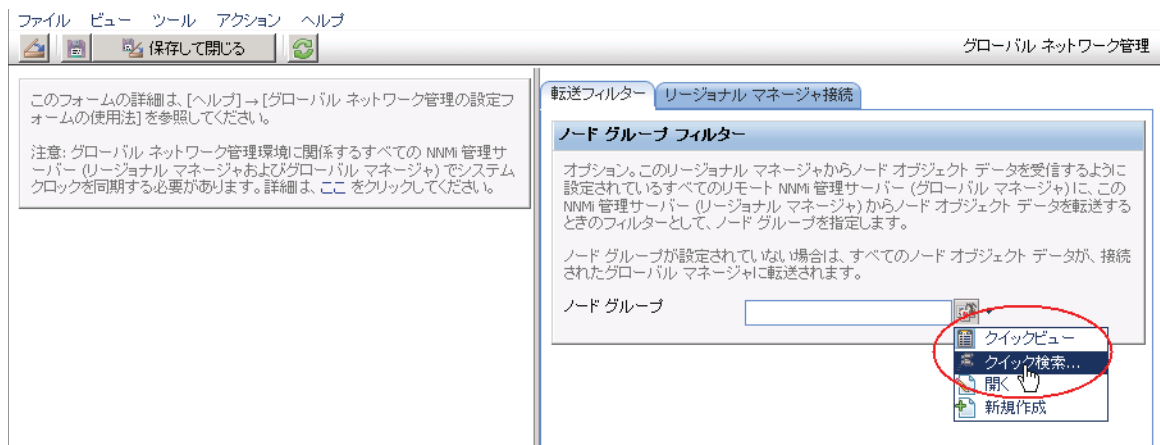 ファイル ビュー ツール アクション ヘルプ
保存して閉じる
グローバル ネットワーク管理
このフォームの詳細は、[ヘルプ]→[グローバル ネットワーク管理の設定フ
ォームの使用法] を参照してください。
注意: グローバル ネットワーク管理環境に関係するすべての NNMi 管理サ
ーバー (リージョナル マネージャおよびグローバル マネージャ) でシステム
クロックを同期する必要があります。詳細は、ここ をクリックしてください。
転送フィルター リージョナル マネージャ接続
ノード グループ フィルター
オプション。このリージョナル マネージャからノード オブジェクト データを受信するように
設定されているすべてのリモート NNMi 管理サーバー (グローバル マネージャ)に、この
NNMi 管理サーバー (リージョナル マネージャ) からノード オブジェクト データを転送する
ときのフィルターとして、ノード グループを指定します。
ノード グループが設定されていない場合は、すべてのノード オブジェクト データが、接続
されたグローバル マネージャに転送されます。
ノード グループ
クイックビュー
クイック検索...
開く
新規作成